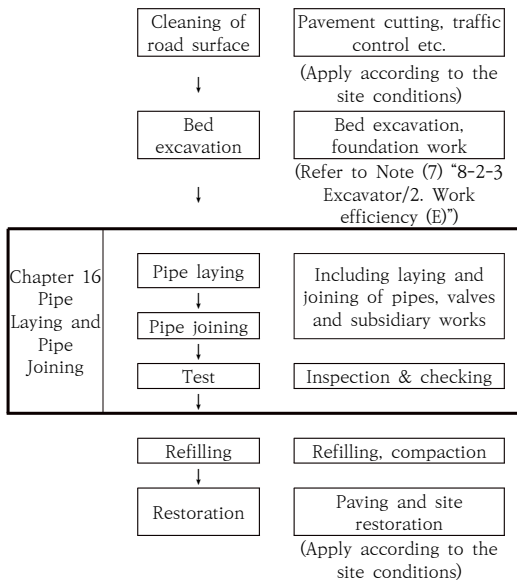 Cleaning of
road surface
Pavement cutting, traffic
control etc.
(Apply according to the
site conditions)
↓
Bed
excavation
Bed excavation,
foundation work
(Refer to Note (7) “8-2-3
Excavator/2. Work
efficiency (E)”)
↓
Chapter 16
Pipe
Laying and
Pipe
Joining
Pipe laying
↓
Pipe joining
Including laying and
joining of pipes, valves
and subsidiary works
↓
Test
Inspection & checking
↓
Refilling
Refilling, compaction
↓
Restoration
Paving and site
restoration
(Apply according to the
site conditions)